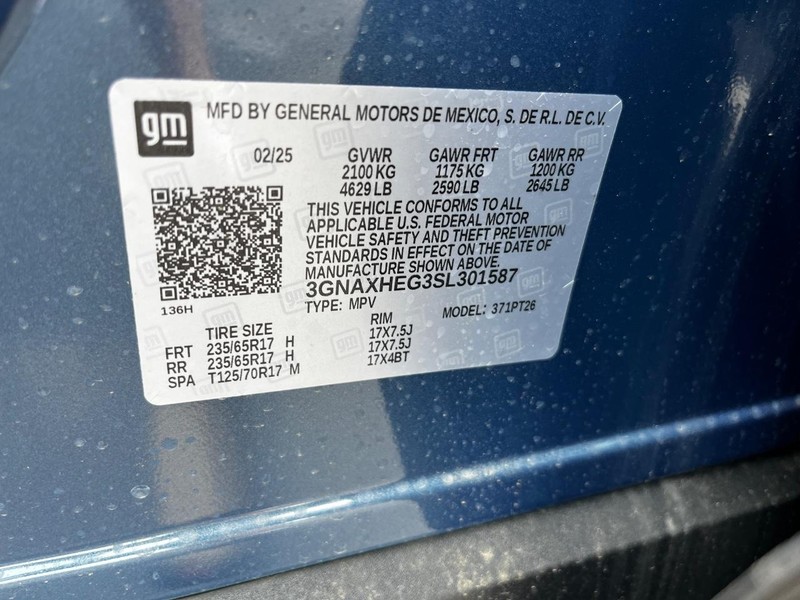 gm MFD BY GENERAL MOTORS DE MEXICO, S. DE R.L. DE C.V.
02/25 GVWR GAWR FRT GAWR RR
2100 KG 1175 KG 1200 KG
4629 LB 2590 LB 2645 LB
THIS VEHICLE CONFORMS TO ALL
APPLICABLE U.S. FEDERAL MOTOR
VEHICLE SAFETY AND THEFT PREVENTION
STANDARDS IN EFFECT ON THE DATE OF
MANUFACTURE SHOWN ABOVE.
3GNAXHEG3SL301587
136H
TYPE: MPV MODEL: 371PT26
TIRE SIZE RIM
FRT 235/65R17 H 17X7.5J
RR 235/65R17 H 17X7.5J
SPA T125/70R17 M 17X4BT